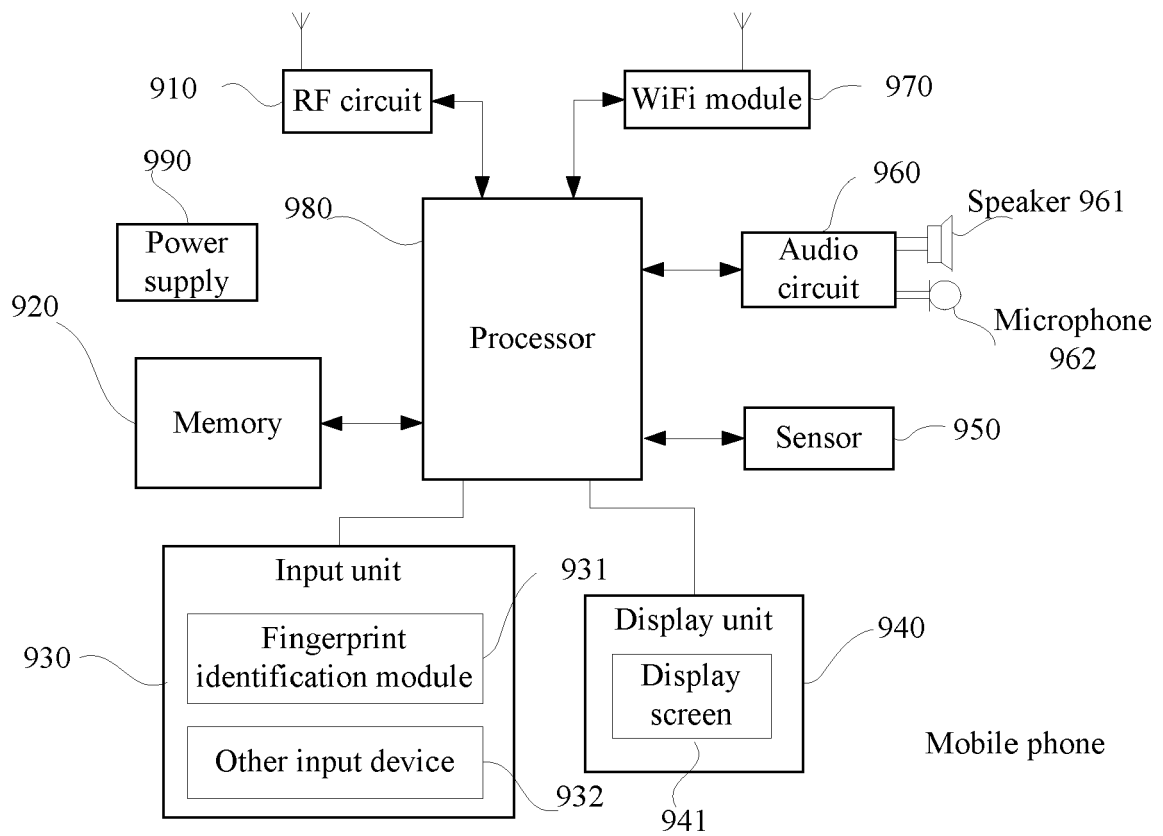 910
RF circuit
WiFi module
970
990
Power
supply
980
960
Speaker 961
Audio
circuit
Microphone
962
920
Processor
Memory
Sensor
950
Input unit
931
Fingerprint
identification module
930
Other input device
932
Display unit
940
Display
screen
941
Mobile phone